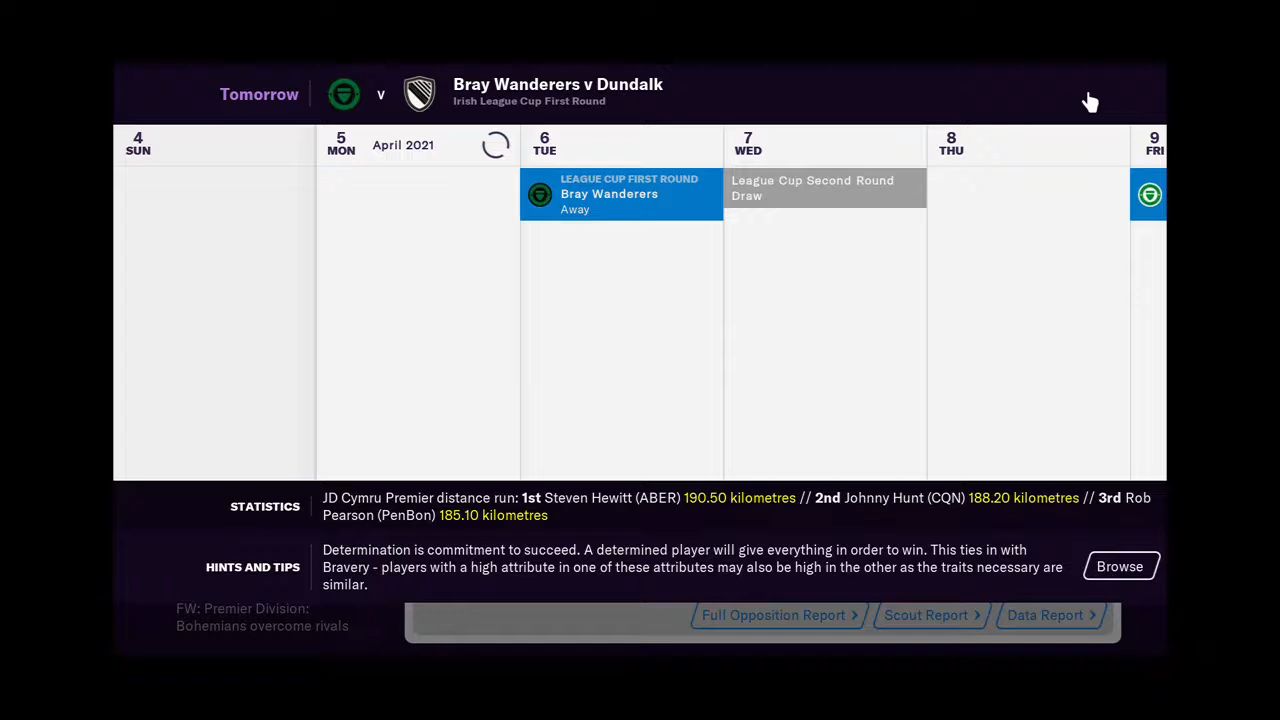 Tomorrow
v
Bray Wanderers v Dundalk
Irish League Cup First Round
4
SUN
5
MON
April 2021
6
TUE
7
WED
8
THU
9
FRI
LEAGUE CUP FIRST ROUND
Bray Wanderers
Away
League Cup Second Round
Draw
STATISTICS
JD Cymru Premier distance run: 1st Steven Hewitt (ABER) 190.50 kilometres // 2nd Johnny Hunt (CQN) 188.20 kilometres // 3rd Rob
Pearson (PenBon) 185.10 kilometres
HINTS AND TIPS
Determination is commitment to succeed. A determined player will give everything in order to win. This ties in with
Bravery - players with a high attribute in one of these attributes may also be high in the other as the traits necessary are
similar.
Browse
FW: Premier Division:
Bohemians overcome rivals
Full Opposition Report >
Scout Report >
Data Report >